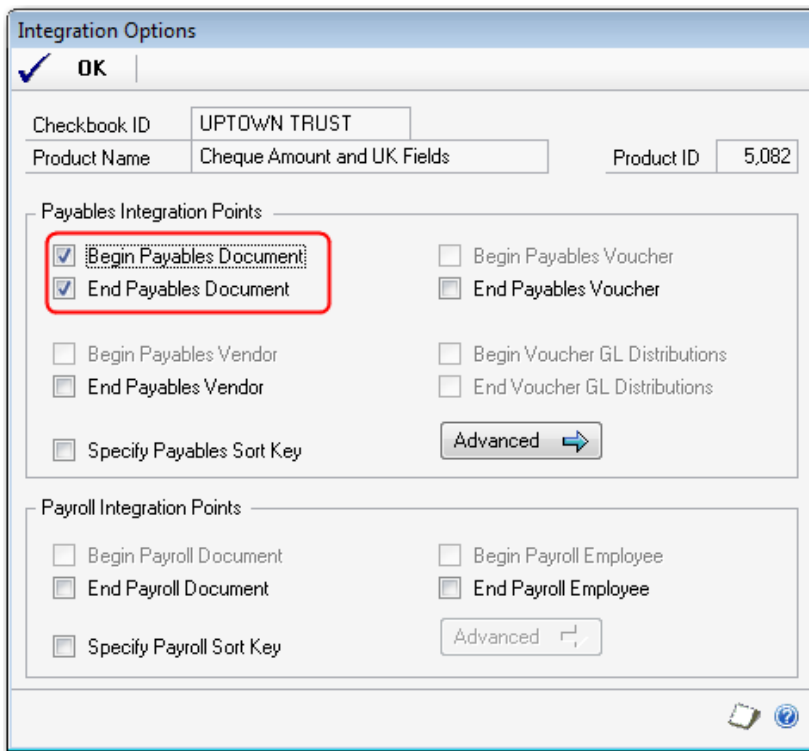 Integration Options
OK
Checkbook ID UPTOWN TRUST
Product Name Cheque Amount and UK Fields Product ID 5,082
Payables Integration Points
Begin Payables Document Begin Payables Voucher
End Payables Document End Payables Voucher
Begin Payables Vendor Begin Voucher GL Distributions
End Payables Vendor End Voucher GL Distributions
Specify Payables Sort Key Advanced
Payroll Integration Points
Begin Payroll Document Begin Payroll Employee
End Payroll Document End Payroll Employee
Specify Payroll Sort Key Advanced